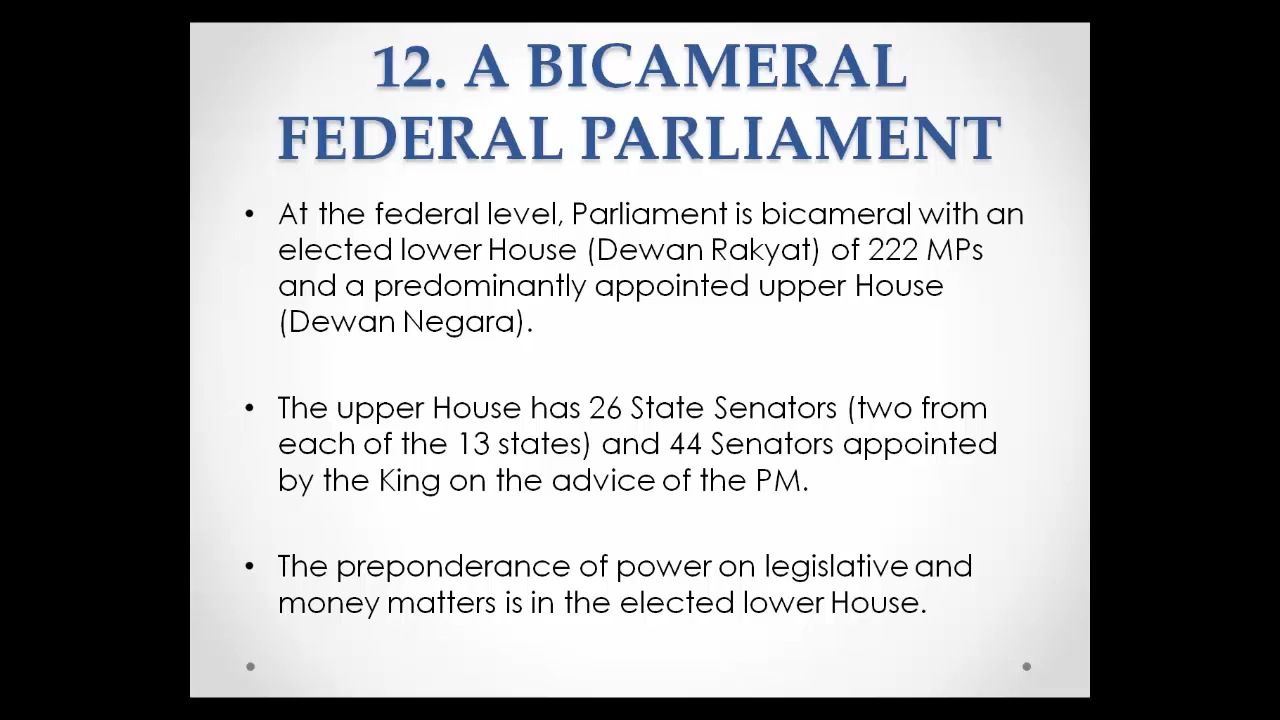 12. A BICAMERAL
FEDERAL PARLIAMENT
• At the federal level, Parliament is bicameral with an
elected lower House (Dewan Rakyat) of 222 MPs
and a predominantly appointed upper House
(Dewan Negara).
• The upper House has 26 State Senators (two from
each of the 13 states) and 44 Senators appointed
by the King on the advice of the PM.
• The preponderance of power on legislative and
money matters is in the elected lower House.